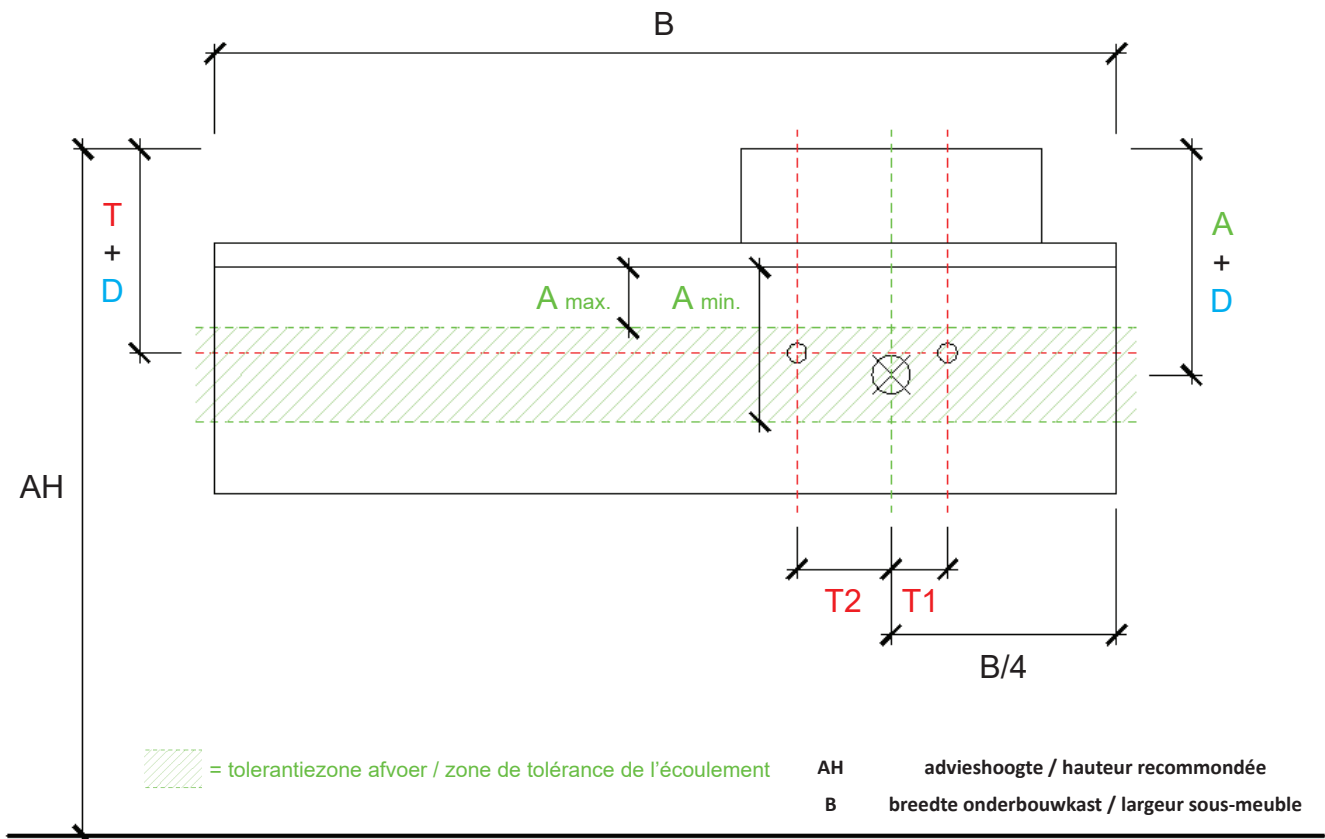 B
T
+
D
A
+
D
A max.
A min.
AH
T2
T1
B/4
= tolerantiezone afvoer / zone de tolérance de l'écoulement
AH advieshoogte / hauteur recommondée
B breedte onderbouwkast / largeur sous-meuble